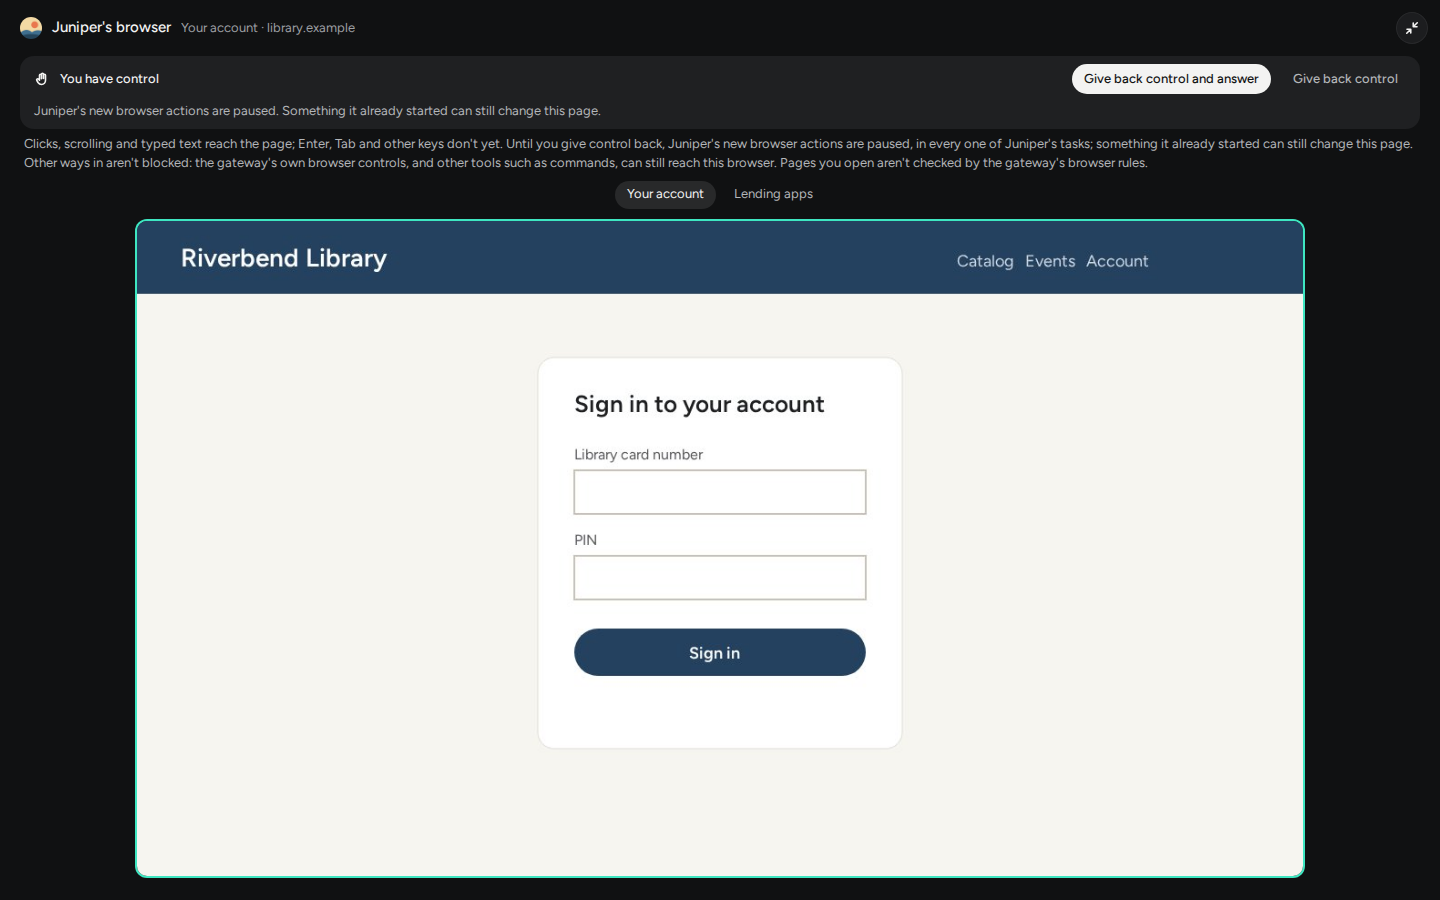 Juniper's browser Your account · library.example
You have control
Give back control and answer
Give back control
Juniper's new browser actions are paused. Something it already started can still change this page.
Clicks, scrolling and typed text reach the page; Enter, Tab and other keys don't yet. Until you give control back, Juniper's new browser actions are paused, in every one of Juniper's tasks; something it already started can still change this page.
Other ways in aren't blocked: the gateway's own browser controls, and other tools such as commands, can still reach this browser. Pages you open aren't checked by the gateway's browser rules.
Your account Lending apps
Riverbend Library
Catalog Events Account
Sign in to your account
Library card number
PIN
Sign in